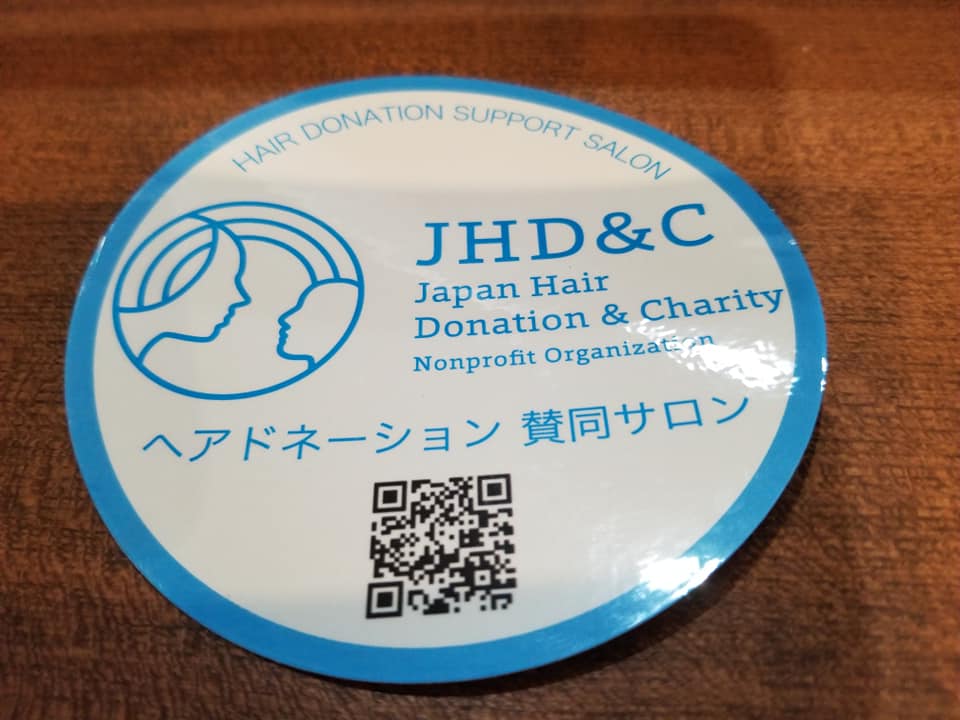 HAIR DONATION SUPPORT SALON
JHD&C
Japan Hair
Donation & Charity
Nonprofit Organization
ヘアドネーション 賛同サロン